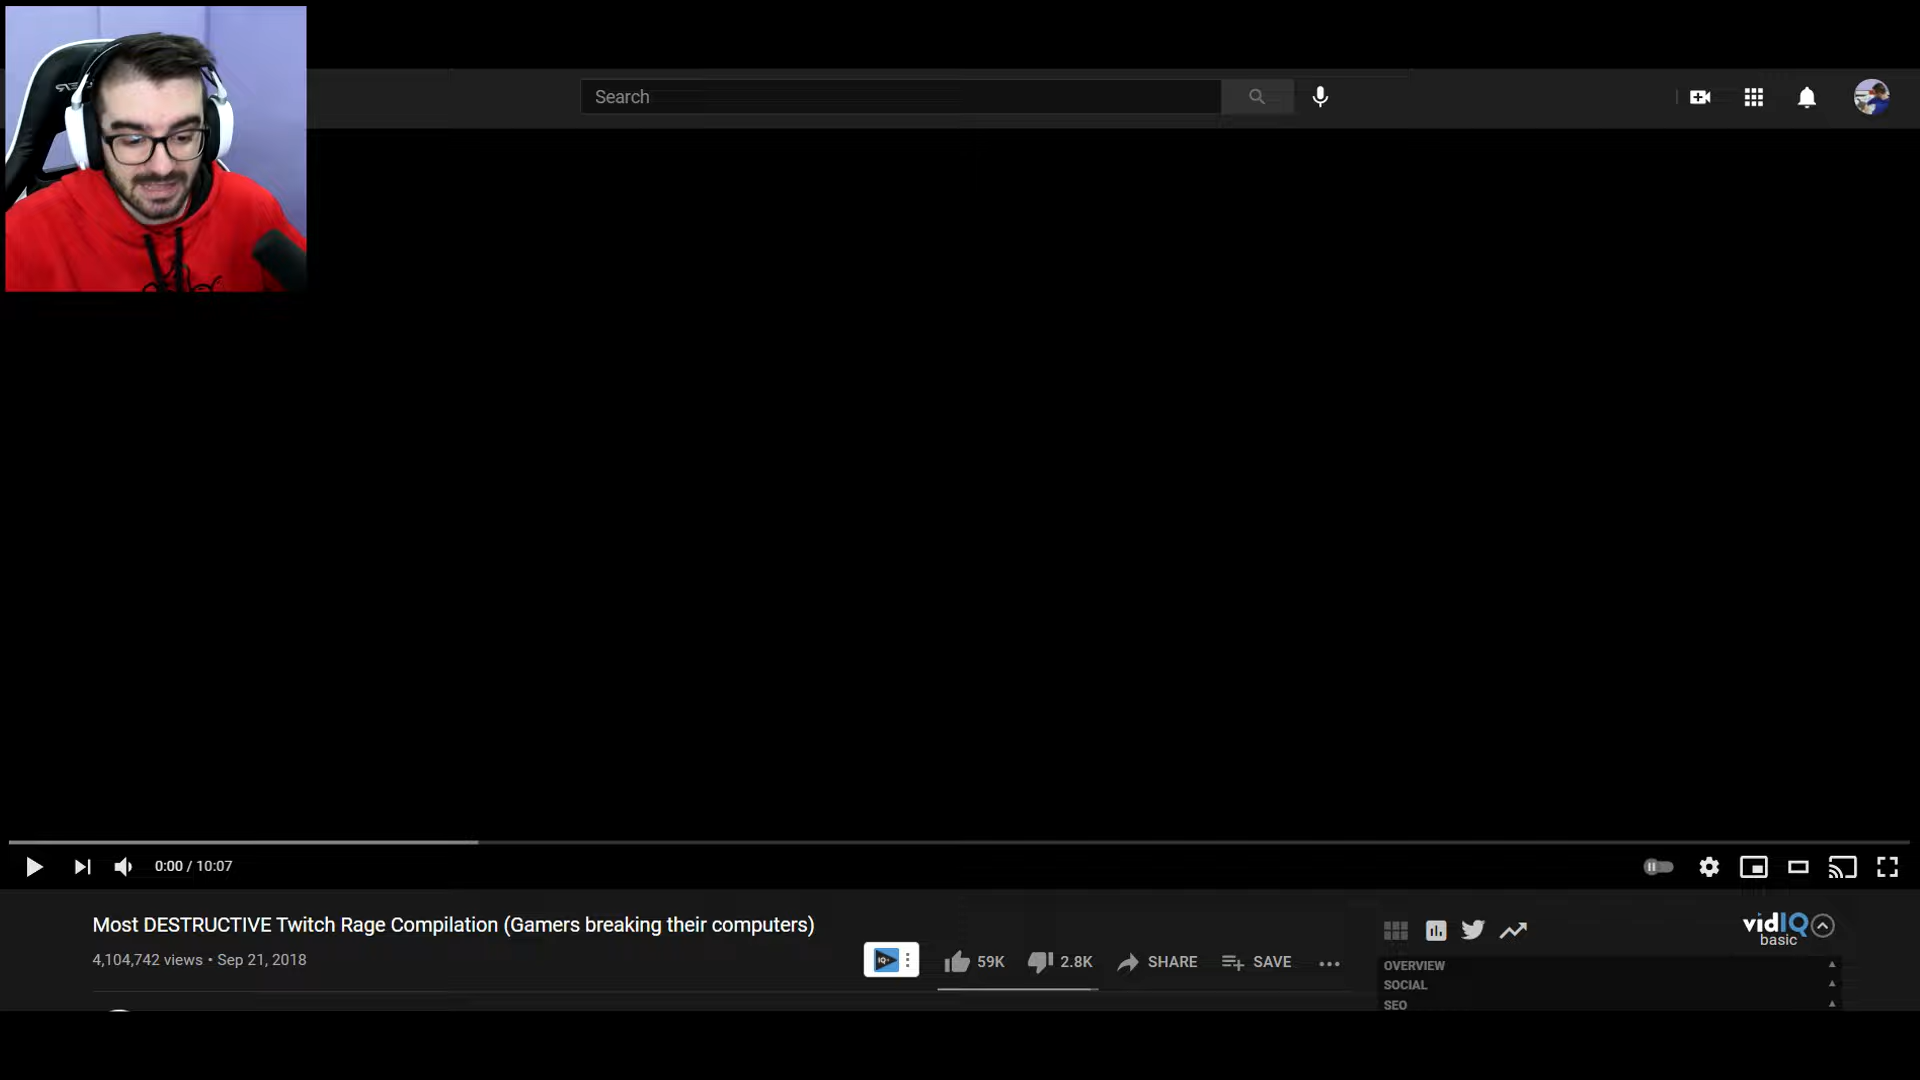 Search
0:00 / 10:07
Most DESTRUCTIVE Twitch Rage Compilation (Gamers breaking their computers)
4,104,742 views • Sep 21, 2018
IQ
59K
2.8K
SHARE
SAVE
vidIQ
basic
OVERVIEW
SOCIAL
SEO